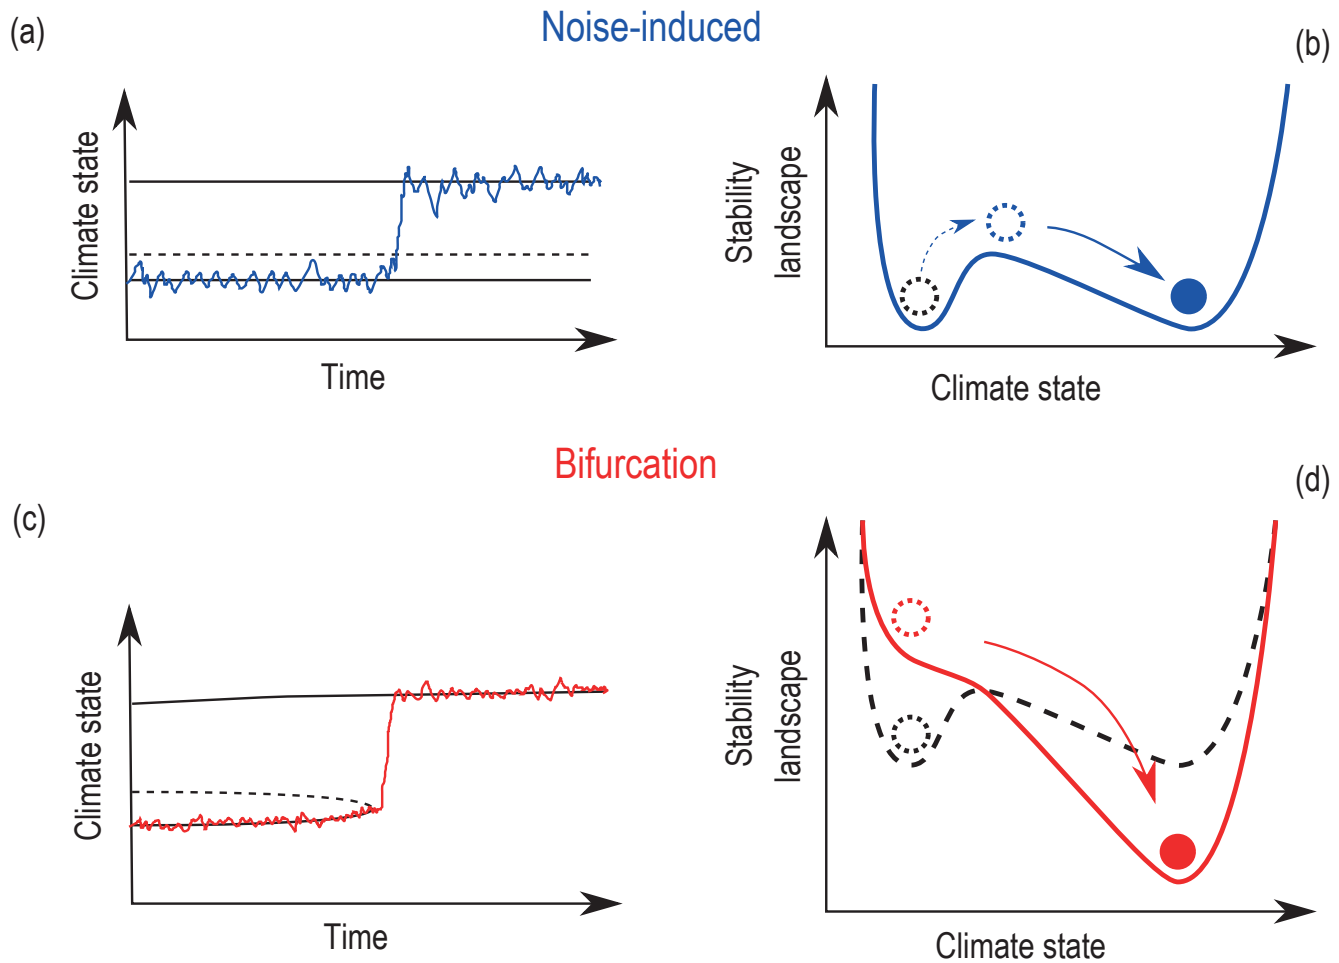 (a)
Noise-induced
(b)
Climate state
Time
Stability
landscape
Climate state
Bifurcation
(c)
(d)
Climate state
Time
Stability
landscape
Climate state